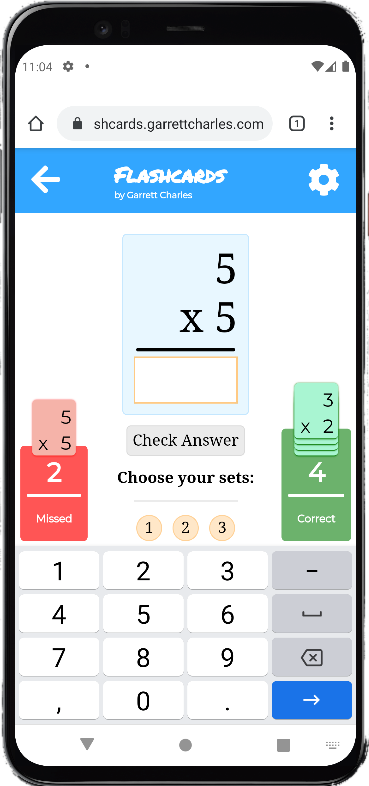 11:04
shcards.garrettcharles.com
1
Flashcards
by Garrett Charles
5
x 5
Check Answer
Choose your sets:
1 2 3
5
x 5
2
Missed
3
x 2
4
Correct
1 2 3 –
4 5 6
7 8 9
, 0 .